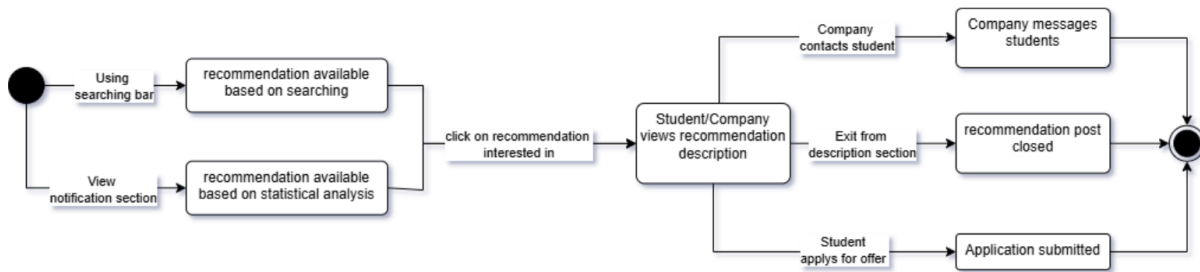 Using
searching bar
recommendation available
based on searching
View
notification section
recommendation available
based on statistical analysis
click on recommendation
interested in
Student/Company
views recommendation
description
Company
contacts student
Company messages
students
Exit from
description section
recommendation post
closed
Student
applys for offer
Application submitted